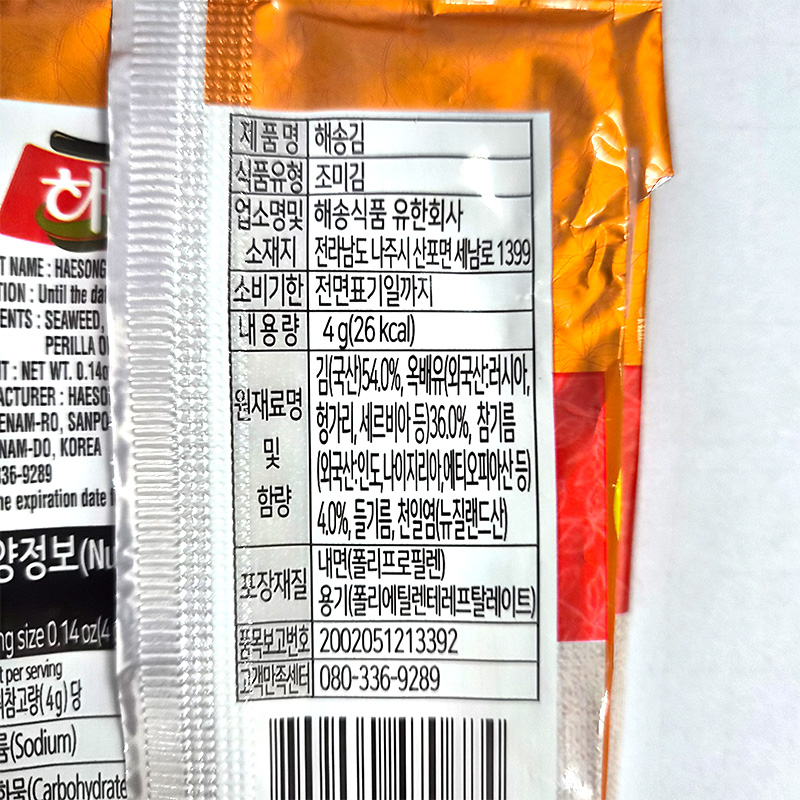 해
T NAME : HAESONG
TION : Until the da
ENTS : SEAWEED,
PERILLA O
T : NET WT. 0.14o
ACTURER : HAESO
ENAM-RO, SANPO
NAM-DO, KOREA
336-9289
he expiration date
양정보(Nu
ng size 0.14 oz(4
t per serving
참고량(4g)당
륨(Sodium)
화물(Carbohydrate
제품명 해송김
식품유형 조미김
업소명및 해송식품 유한회사
소재지 전라남도 나주시 산포면 세남로 1399
소비기한 전면표기일까지
내용량 4 g(26 kcal)
김(국산)54.0%, 옥배유(외국산:러시아,
원재료명 헝가리, 세르비아 등)36.0%, 참기름
및 (외국산:인도,나이지리아,에티오피아산 등)
함량 4.0%, 들기름, 천일염(뉴질랜드산)
내면(폴리프로필렌)
포장재질 용기(폴리에틸렌테레프탈레이트)
품목보고번호 2002051213392
고객만족센터 080-336-9289